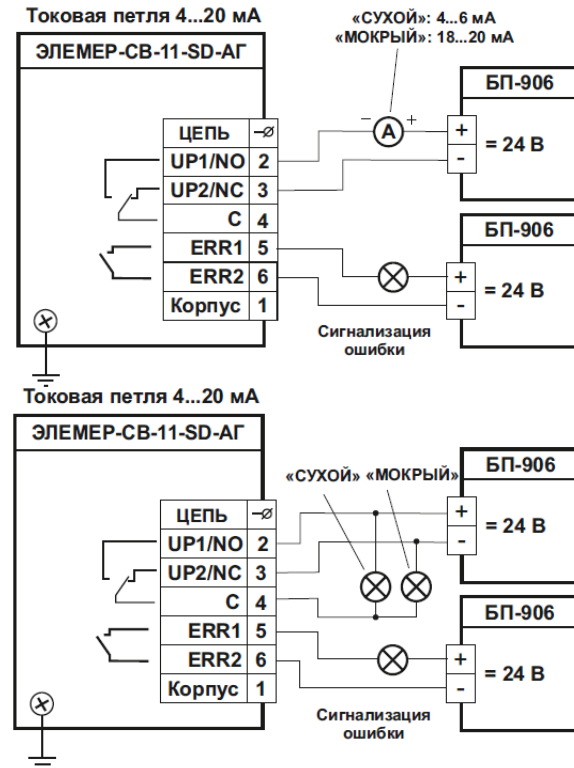 Токовая петля 4...20 мА
«СУХОЙ»: 4...6 мА
«МОКРЫЙ»: 18...20 мА
ЭЛЕМЕР-СВ-11-SD-АГ
БП-906
ЦЕПЬ
UP1/NO 2
UP2/NC 3
C 4
ERR1 5
ERR2 6
Корпус 1
− A +
+
= 24 В
-
БП-906
+
= 24 В
-
Сигнализация
ошибки
Токовая петля 4...20 мА
ЭЛЕМЕР-СВ-11-SD-АГ
«СУХОЙ» «МОКРЫЙ»
БП-906
ЦЕПЬ
UP1/NO 2
UP2/NC 3
C 4
ERR1 5
ERR2 6
Корпус 1
+
= 24 В
-
БП-906
+
= 24 В
-
Сигнализация
ошибки